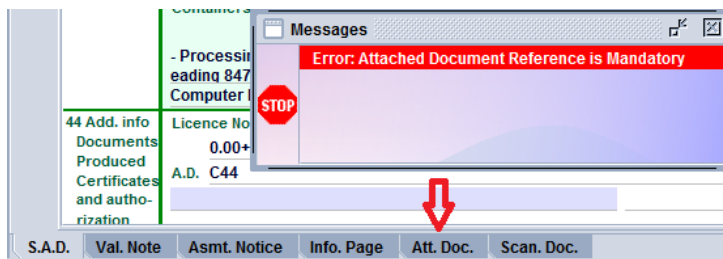 Containers
Messages
- Processin
eading 847
Computer
Error: Attached Document Reference is Mandatory
STOP
44 Add. info
Documents
Produced
Certificates
and autho-
rization
Licence No
0.00+
A.D. C44
S.A.D. Val. Note Asmt. Notice Info. Page Att. Doc. Scan. Doc.